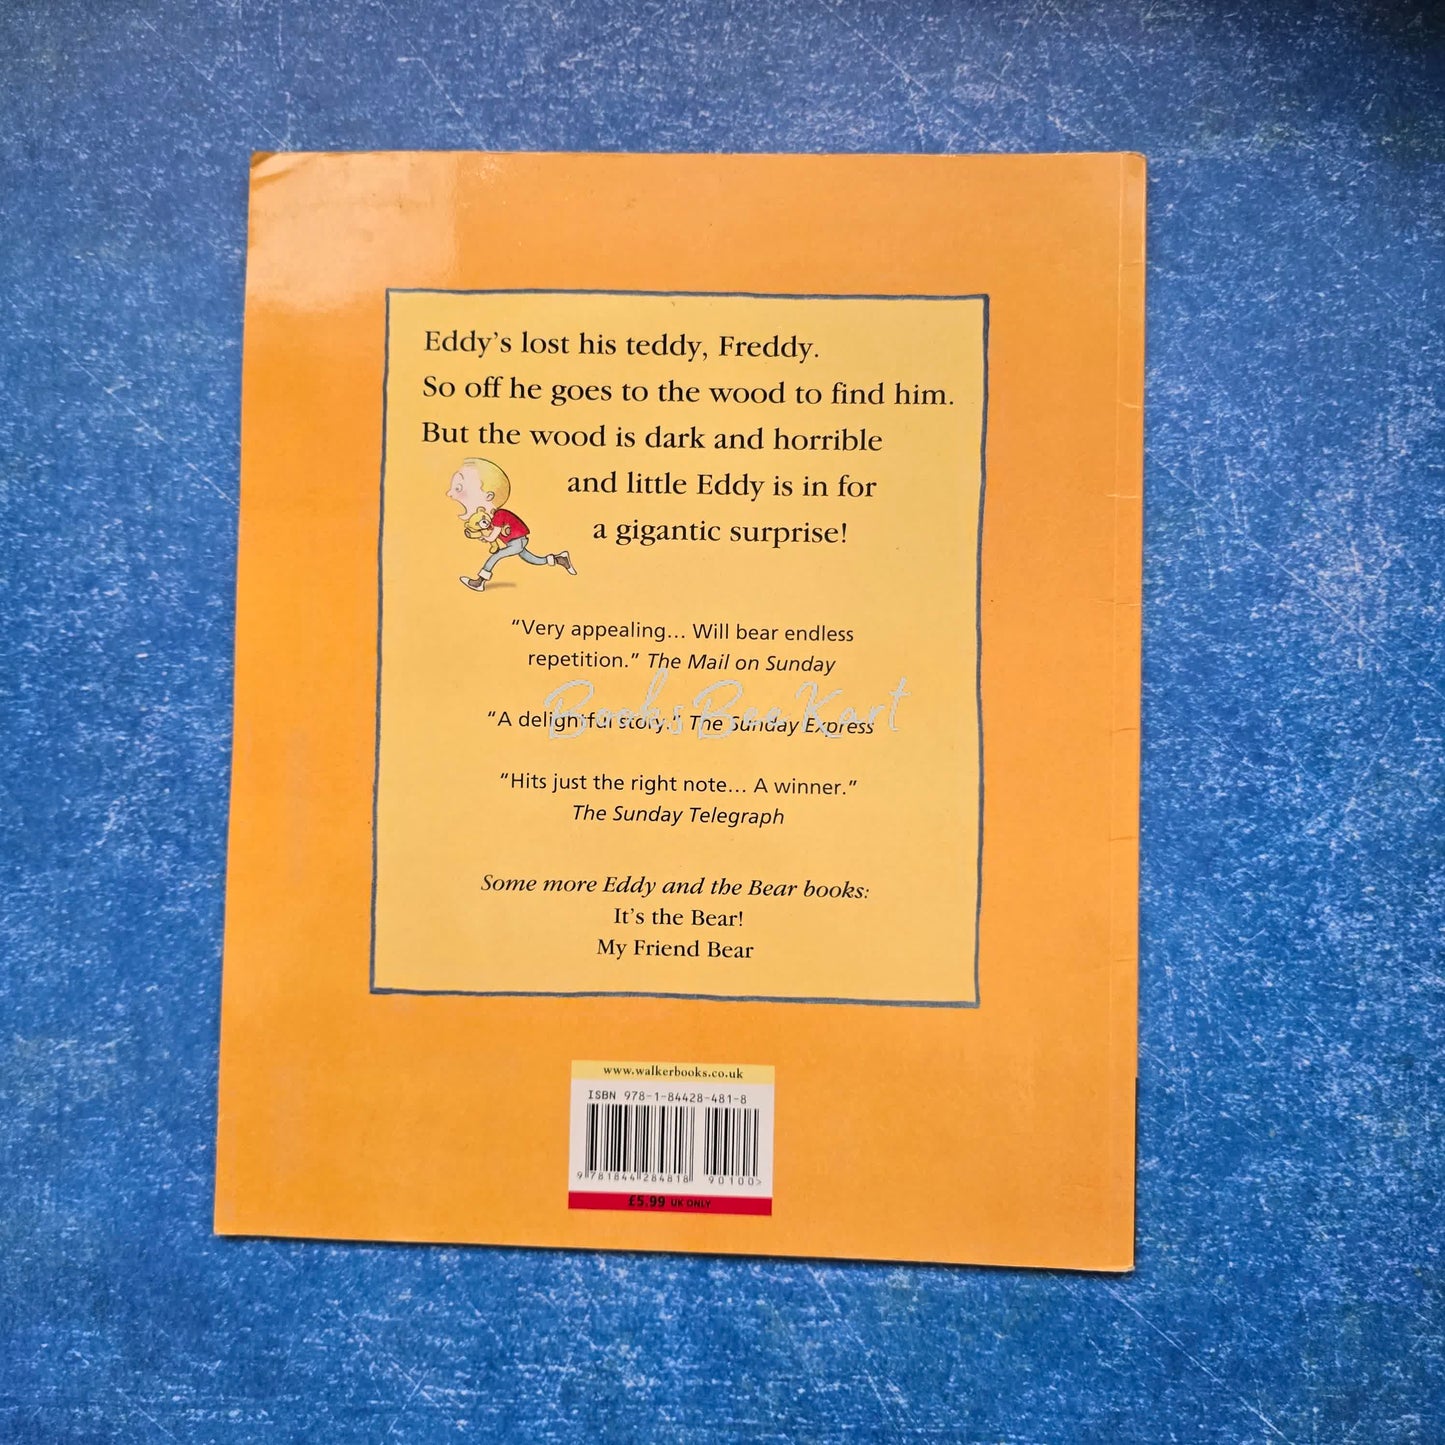 Eddy’s lost his teddy, Freddy.
So off he goes to the wood to find him.
But the wood is dark and horrible
and little Eddy is in for
a gigantic surprise!
“Very appealing... Will bear endless
repetition.” The Mail on Sunday
BooksBeeKart
“A delightful story.” The Sunday Express
“Hits just the right note... A winner.”
The Sunday Telegraph
Some more Eddy and the Bear books:
It’s the Bear!
My Friend Bear
www.walkerbooks.co.uk
ISBN 978-1-84428-481-8
9 781844 284818 90100>
£5.99 UK ONLY